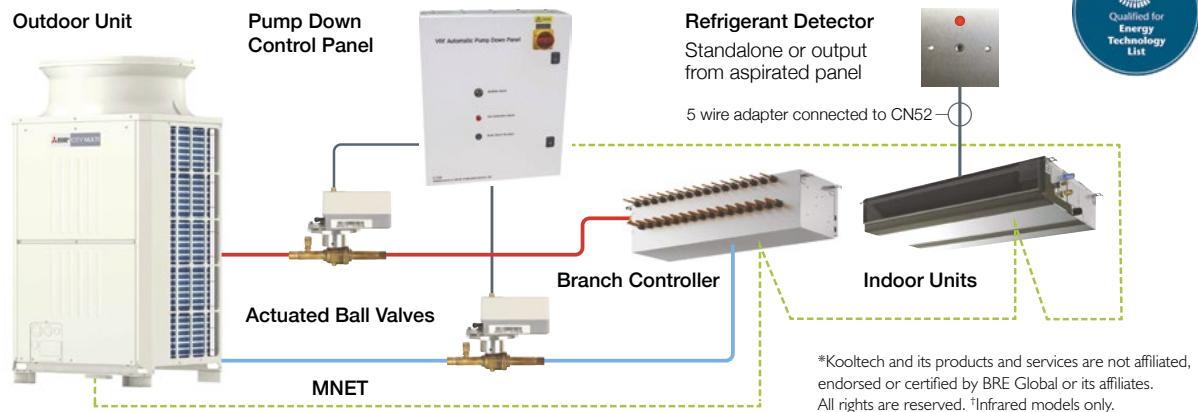 Outdoor Unit
Pump Down
Control Panel
VRF Automatic Pump Down Panel
Refrigerant Detector
Standalone or output
from aspirated panel
5 wire adapter connected to CN52
Qualified for
Energy
Technology
List
CITY MULTI
Branch Controller
Indoor Units
Actuated Ball Valves
MNET
*Kooltech and its products and services are not affiliated,
endorsed or certified by BRE Global or its affiliates.
All rights are reserved. †Infrared models only.